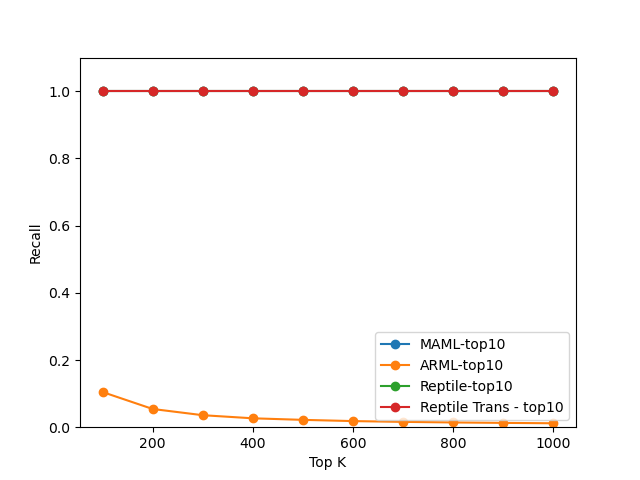 1.0
0.8
0.6
0.4
0.2
0.0
Recall
200 400 600 800 1000
Top K
MAML-top10
ARML-top10
Reptile-top10
Reptile Trans - top10